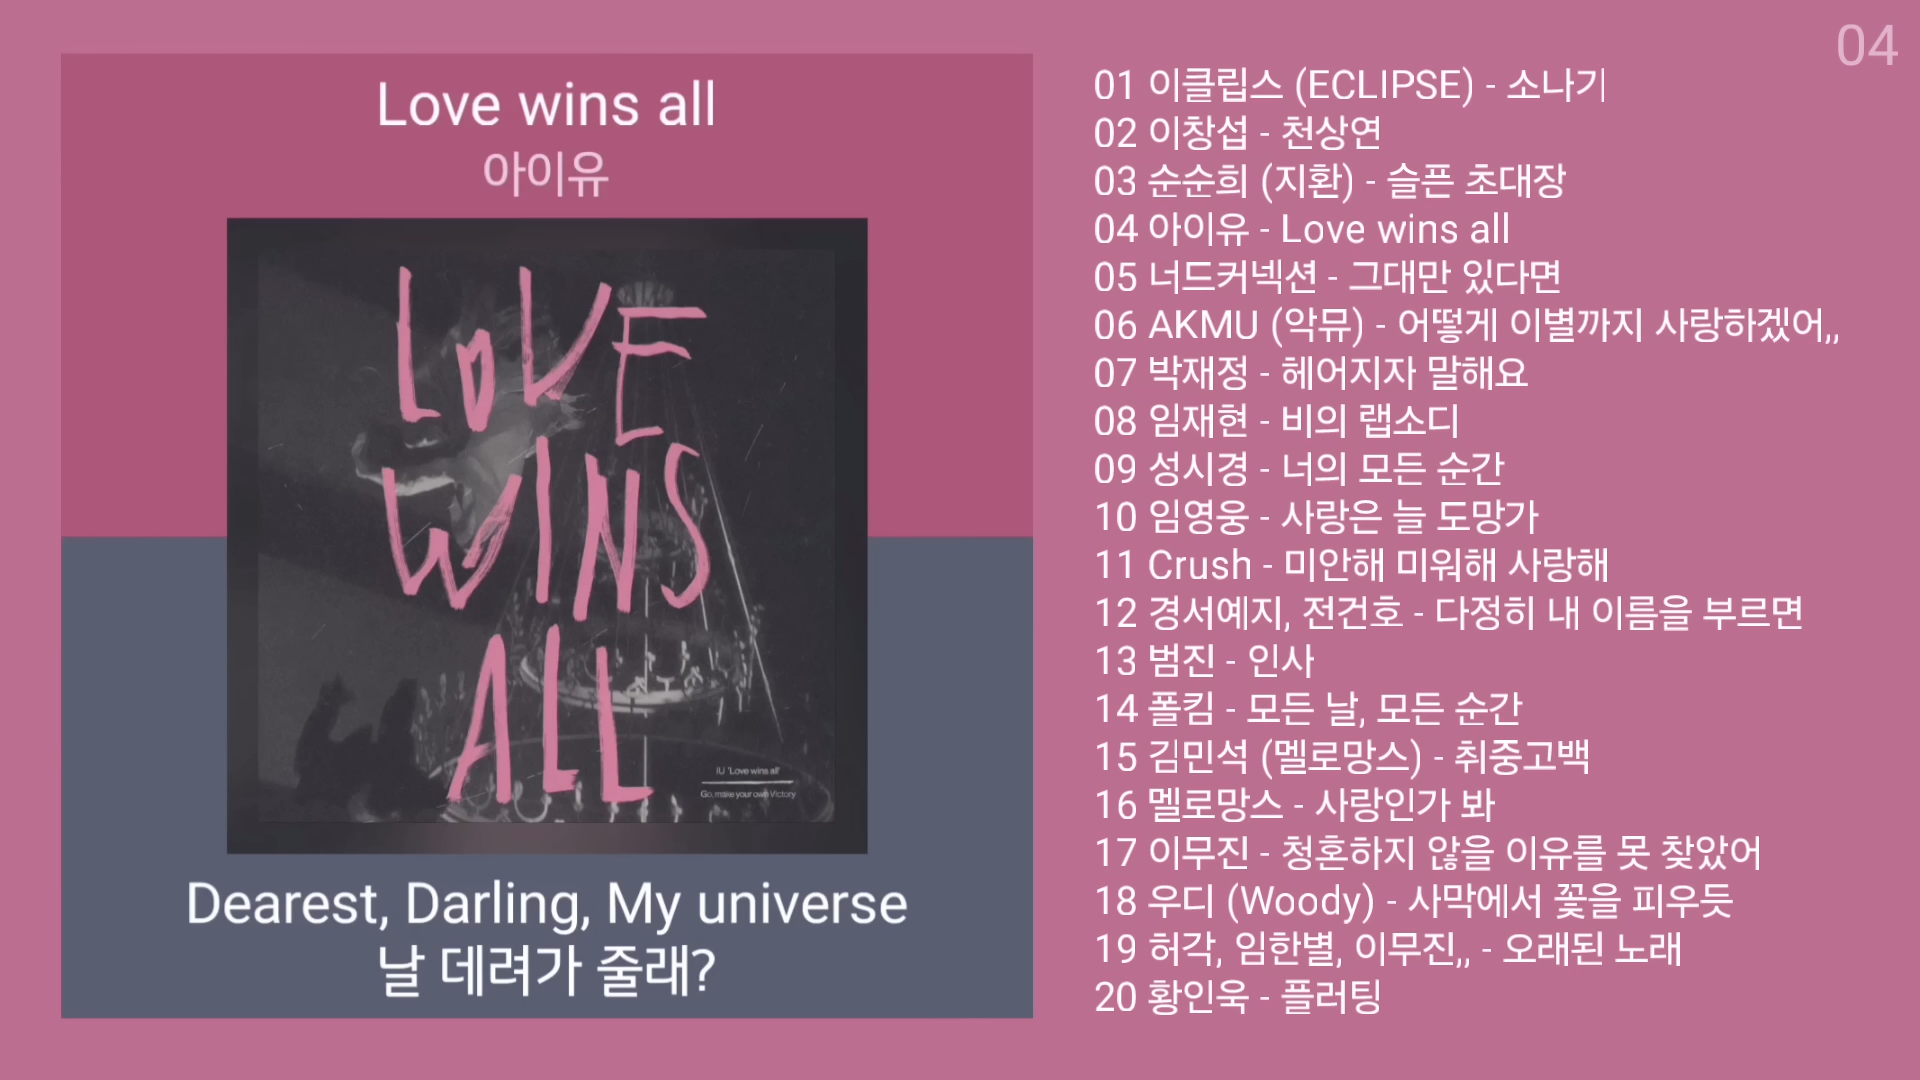 04
Love wins all
아이유
LOVE
WINS
ALL
IU 'Love wins all'
Go, make your own Victory
Dearest, Darling, My universe
날 데려가 줄래?
01 이클립스 (ECLIPSE) - 소나기
02 이창섭 - 천상연
03 순순희 (지환) - 슬픈 초대장
04 아이유 - Love wins all
05 너드커넥션 - 그대만 있다면
06 AKMU (악뮤) - 어떻게 이별까지 사랑하겠어,,
07 박재정 - 헤어지자 말해요
08 임재현 - 비의 랩소디
09 성시경 - 너의 모든 순간
10 임영웅 - 사랑은 늘 도망가
11 Crush - 미안해 미워해 사랑해
12 경서예지, 전건호 - 다정히 내 이름을 부르면
13 범진 - 인사
14 폴킴 - 모든 날, 모든 순간
15 김민석 (멜로망스) - 취중고백
16 멜로망스 - 사랑인가 봐
17 이무진 - 청혼하지 않을 이유를 못 찾았어
18 우디 (Woody) - 사막에서 꽃을 피우듯
19 허각, 임한별, 이무진,, - 오래된 노래
20 황인욱 - 플러팅